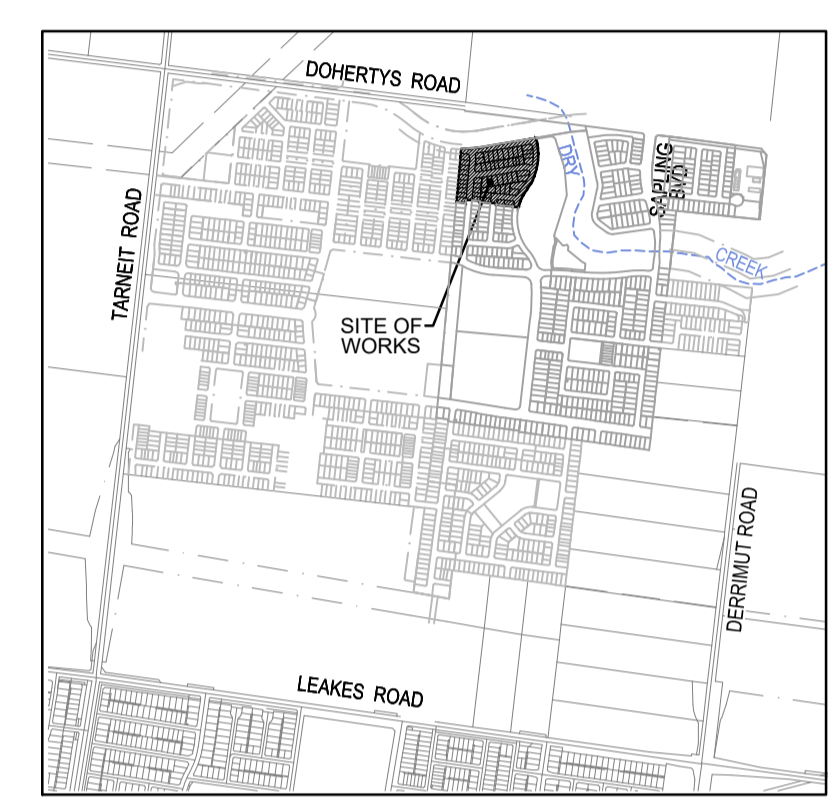 DOHERTYS ROAD
DRY
CREEK
SAPLING
BVD
TARNEIT ROAD
SITE OF
WORKS
DERRIMUT ROAD
LEAKES ROAD